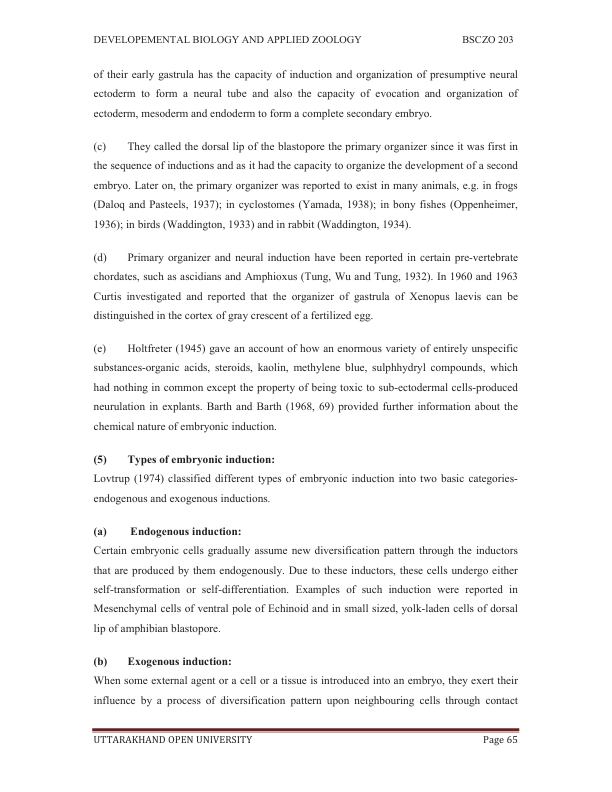 DEVELOPEMENTAL BIOLOGY AND APPLIED ZOOLOGY BSCZO 203
of their early gastrula has the capacity of induction and organization of presumptive neural
ectoderm to form a neural tube and also the capacity of evocation and organization of
ectoderm, mesoderm and endoderm to form a complete secondary embryo.
(c) They called the dorsal lip of the blastopore the primary organizer since it was first in
the sequence of inductions and as it had the capacity to organize the development of a second
embryo. Later on, the primary organizer was reported to exist in many animals, e.g. in frogs
(Daloq and Pasteels, 1937); in cyclostomes (Yamada, 1938); in bony fishes (Oppenheimer,
1936); in birds (Waddington, 1933) and in rabbit (Waddington, 1934).
(d) Primary organizer and neural induction have been reported in certain pre-vertebrate
chordates, such as ascidians and Amphioxus (Tung, Wu and Tung, 1932). In 1960 and 1963
Curtis investigated and reported that the organizer of gastrula of Xenopus laevis can be
distinguished in the cortex of gray crescent of a fertilized egg.
(e) Holtfreter (1945) gave an account of how an enormous variety of entirely unspecific
substances-organic acids, steroids, kaolin, methylene blue, sulphhydryl compounds, which
had nothing in common except the property of being toxic to sub-ectodermal cells-produced
neurulation in explants. Barth and Barth (1968, 69) provided further information about the
chemical nature of embryonic induction.
(5) Types of embryonic induction:
Lovtrup (1974) classified different types of embryonic induction into two basic categories-
endogenous and exogenous inductions.
(a) Endogenous induction:
Certain embryonic cells gradually assume new diversification pattern through the inductors
that are produced by them endogenously. Due to these inductors, these cells undergo either
self-transformation or self-differentiation. Examples of such induction were reported in
Mesenchymal cells of ventral pole of Echinoid and in small sized, yolk-laden cells of dorsal
lip of amphibian blastopore.
(b) Exogenous induction:
When some external agent or a cell or a tissue is introduced into an embryo, they exert their
influence by a process of diversification pattern upon neighbouring cells through contact
UTTARAKHAND OPEN UNIVERSITY Page 65